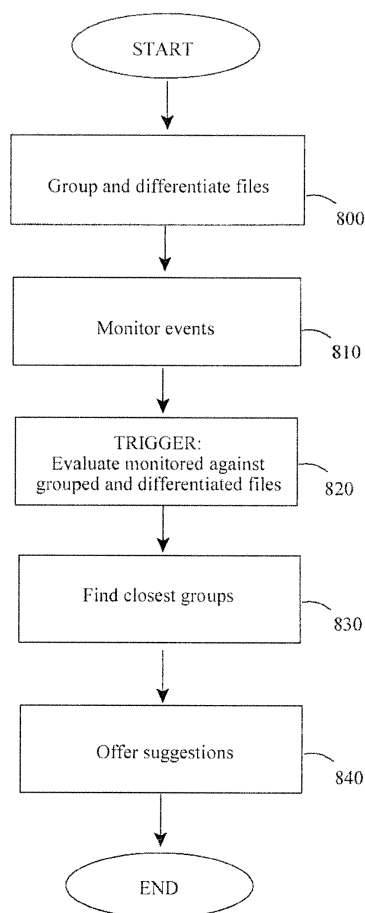 START
Group and differentiate files
800
Monitor events
810
TRIGGER:
Evaluate monitored against
grouped and differentiated files
820
Find closest groups
830
Offer suggestions
840
END